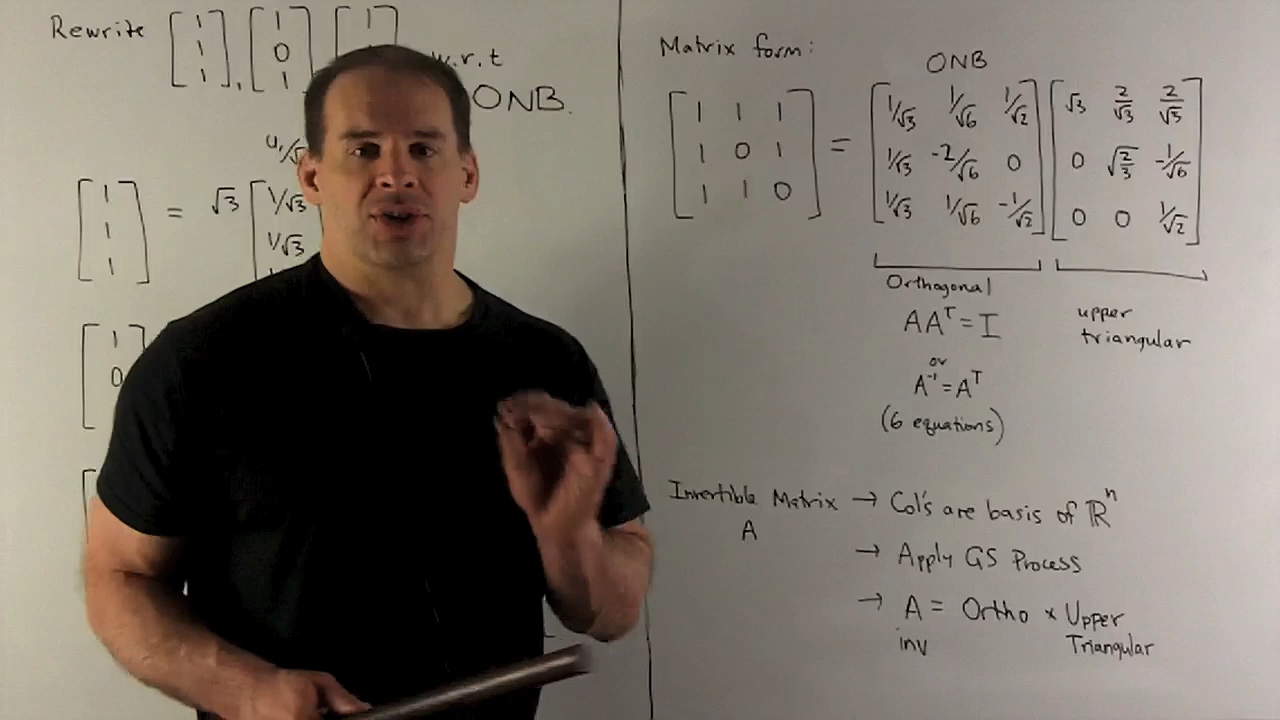 Rewrite [1 1 1], [1 0 1] [1 w.r.t
ONB.
u₁/√
[1 1 1] = √3 [1/√3 1/√3
[1 0
Matrix form:
ONB
[1 1 1 = [1/√3 1/√6 1/√2] [√3 2/√3 2/√3]
1 0 1 1/√3 -2/√6 0 0 √(2/3) -1/√6
1 1 0] 1/√3 1/√6 -1/√2 0 0 1/√2
Orthogonal
AAᵀ = I
or
A⁻¹ = Aᵀ
(6 equations)
upper
triangular
Invertible Matrix → Col's are basis of ℝⁿ
A
→ Apply GS Process
→ A = Ortho × Upper
inv Triangular